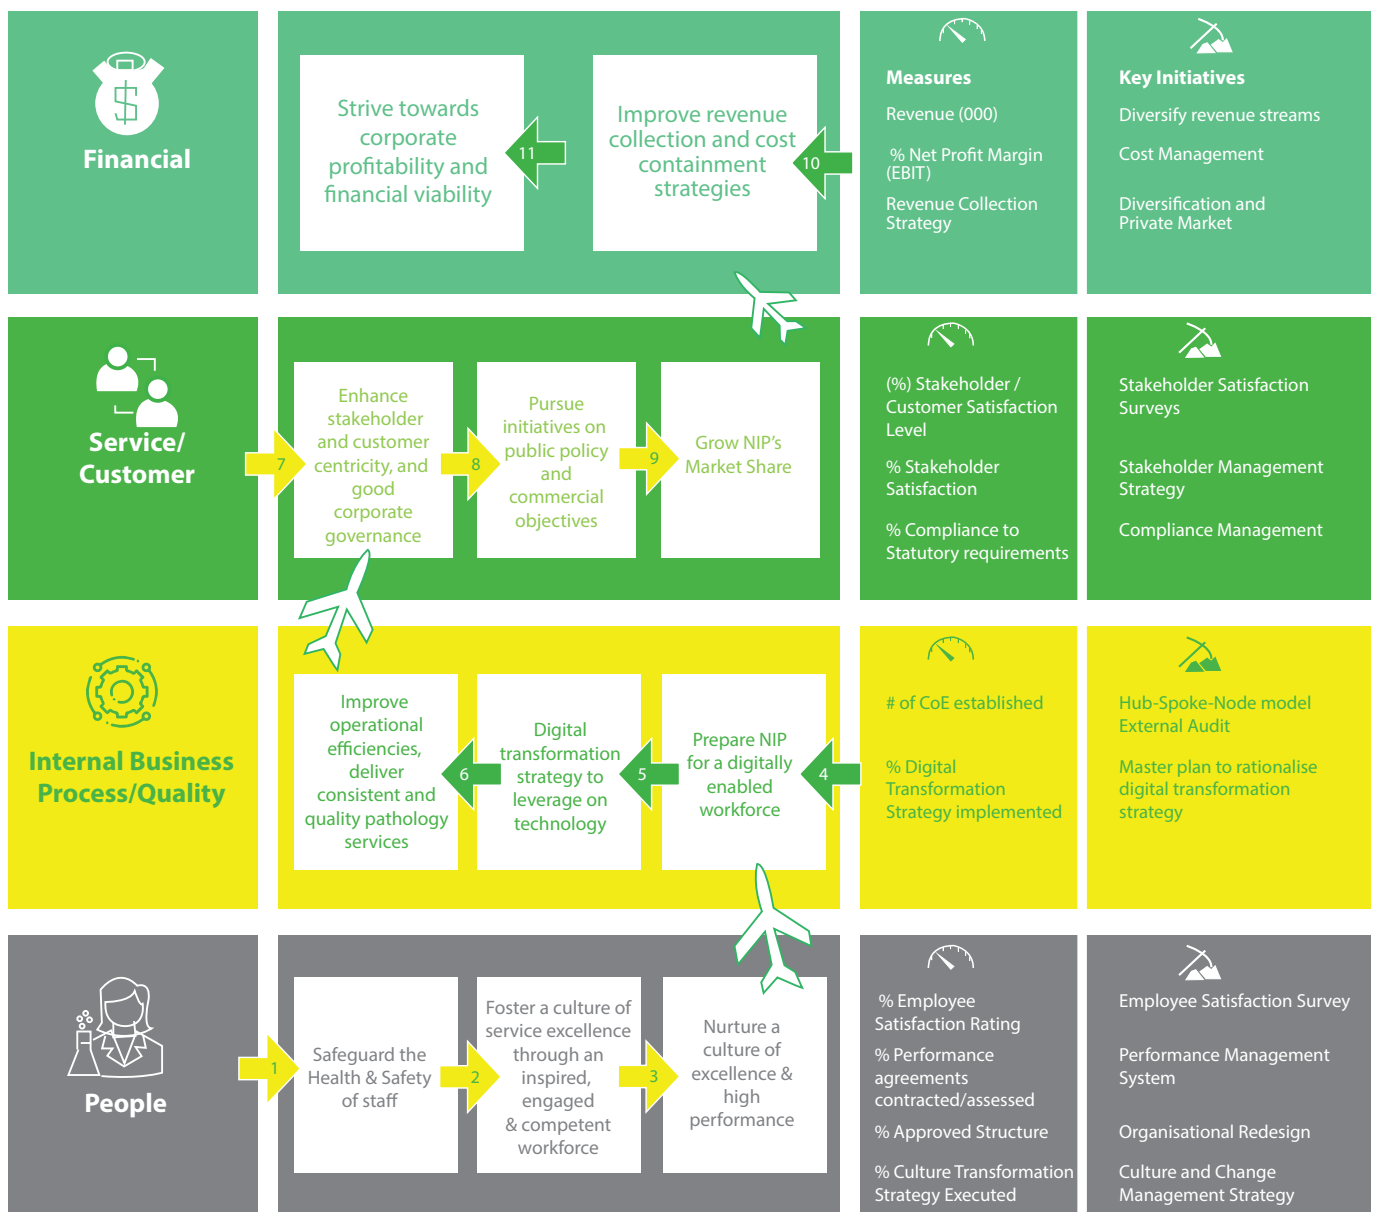 Financial
Strive towards
corporate
profitability and
financial viability
11
Improve revenue
collection and cost
containment
strategies
10
Measures
Revenue (000)
% Net Profit Margin
(EBIT)
Revenue Collection
Strategy
Key Initiatives
Diversify revenue streams
Cost Management
Diversification and
Private Market
Service/
Customer
7
Enhance
stakeholder
and customer
centricity, and
good
corporate
governance
8
Pursue
initiatives on
public policy
and
commercial
objectives
9
Grow NIP's
Market Share
(%) Stakeholder /
Customer Satisfaction
Level
% Stakeholder
Satisfaction
% Compliance to
Statutory requirements
Stakeholder Satisfaction
Surveys
Stakeholder Management
Strategy
Compliance Management
Internal Business
Process/Quality
Improve
operational
efficiencies,
deliver
consistent and
quality pathology
services
6
Digital
transformation
strategy to
leverage on
technology
5
Prepare NIP
for a digitally
enabled
workforce
4
# of CoE established
% Digital
Transformation
Strategy implemented
Hub-Spoke-Node model
External Audit
Master plan to rationalise
digital transformation
strategy
People
1
Safeguard the
Health & Safety
of staff
2
Foster a culture of
service excellence
through an
inspired,
engaged
& competent
workforce
3
Nurture a
culture of
excellence &
high
performance
% Employee
Satisfaction Rating
% Performance
agreements
contracted/assessed
% Approved Structure
% Culture Transformation
Strategy Executed
Employee Satisfaction Survey
Performance Management
System
Organisational Redesign
Culture and Change
Management Strategy